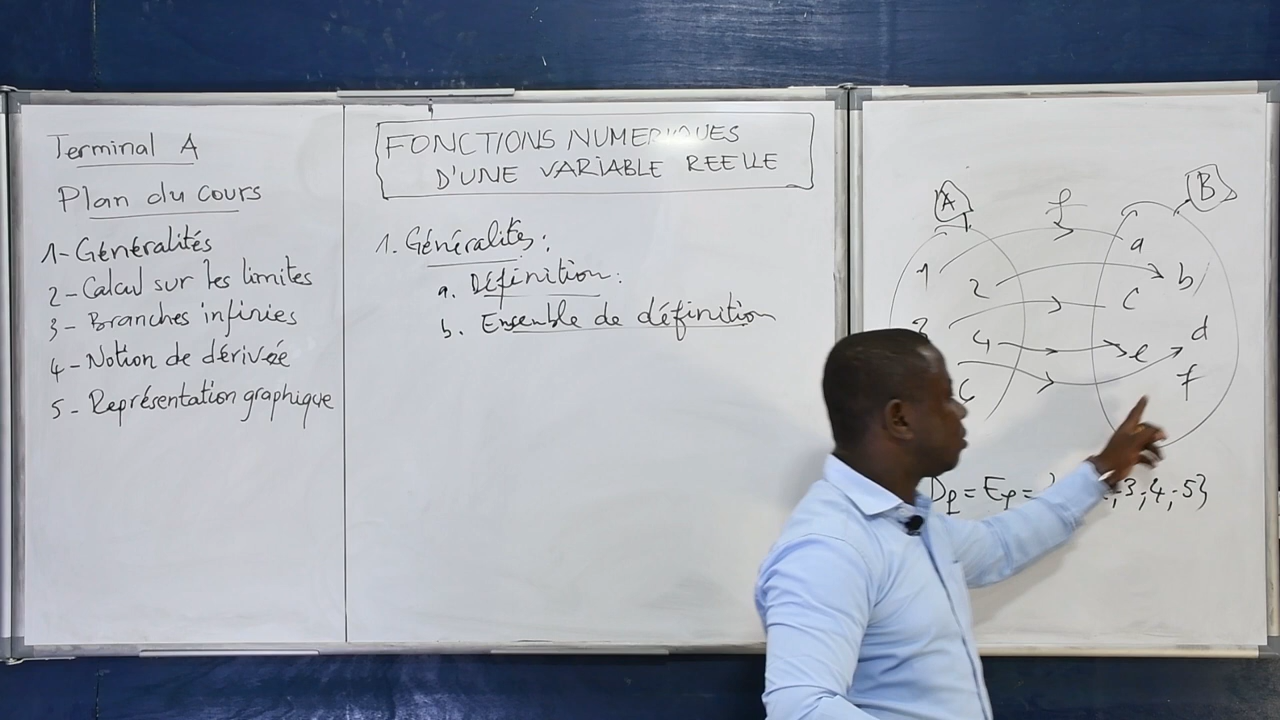 Terminal A
Plan du cours
1- Généralités
2- Calcul sur les limites
3- Branches infinies
4- Notion de dérivée
5- Représentation graphique
FONCTIONS NUMERIQUES
D'UNE VARIABLE REELLE
1. Généralités:
a. Définition:
b. Ensemble de définition
A f B
1 a
2 b
c
4 e d
f
Df = Ef = 3; 4; 5}